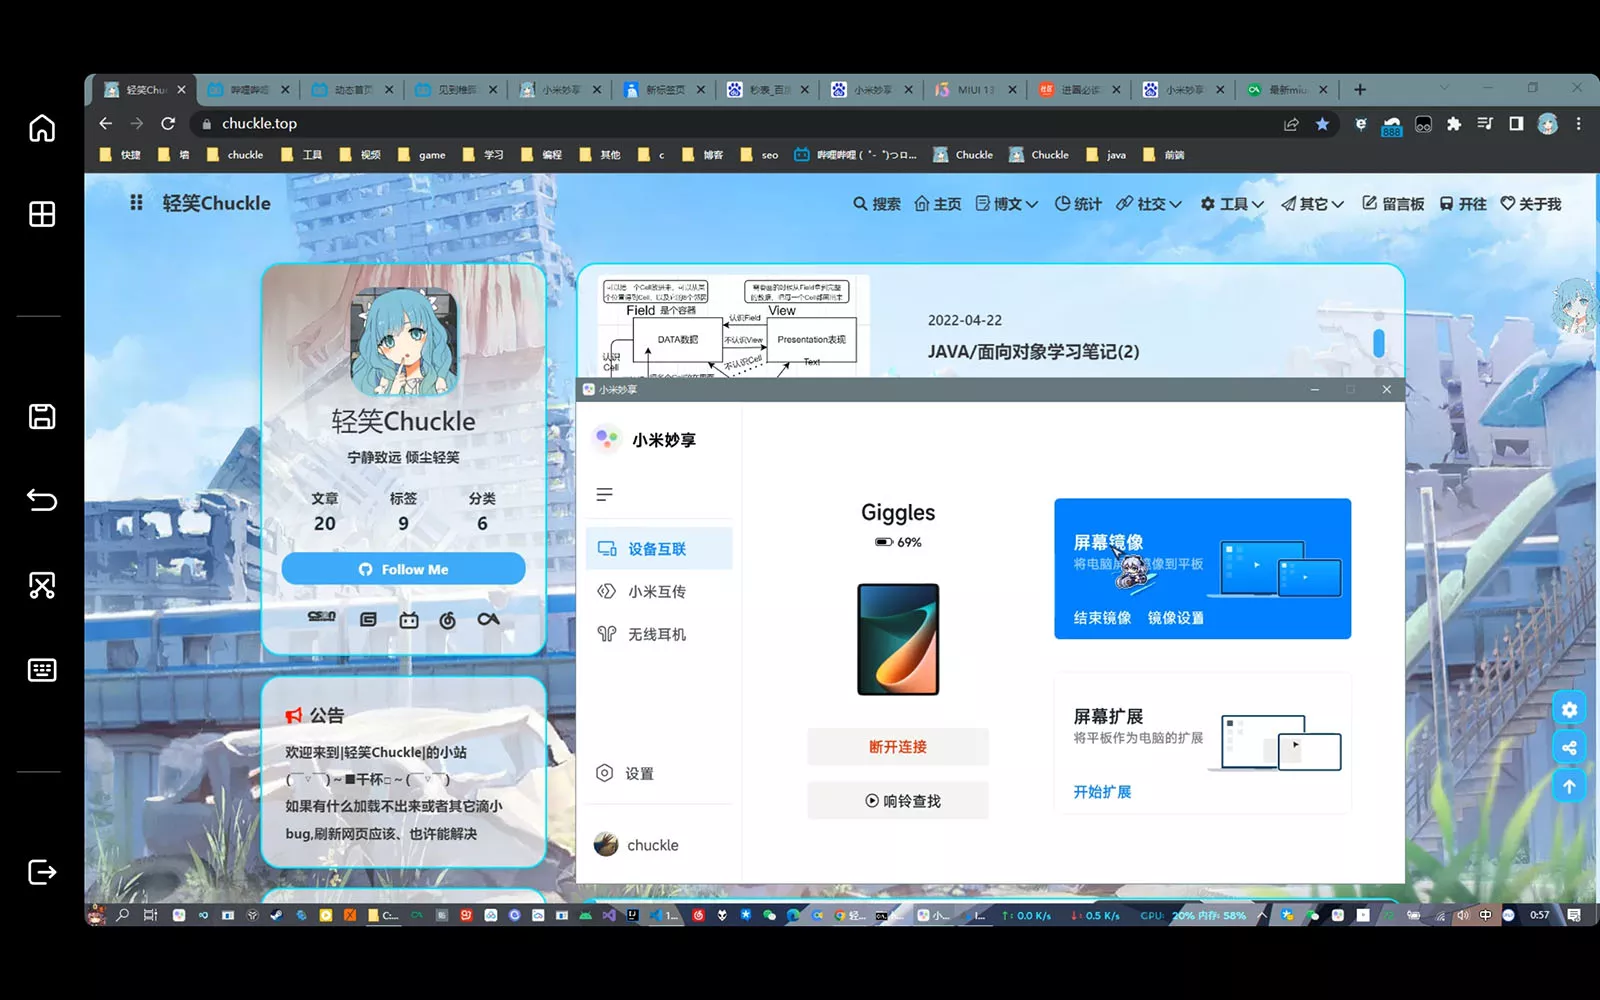 轻笑Chu
哔哩哔哩
动态首页
见到稚晖
小米妙享
新标签页
秒表_百度
小米妙享
MIUI 13
进画必读
小米妙享
最新miu
chuckle.top
888
快捷
墙
chuckle
工具
视频
game
学习
编程
其他
c
博客
seo
哔哩哔哩 ( ゜- ゜)つロ...
Chuckle
Chuckle
java
前端
轻笑Chuckle
搜索
主页
博文
统计
社交
工具
其它
留言板
开往
关于我
轻笑Chuckle
宁静致远 倾尘轻笑
文章 标签 分类
20 9 6
Follow Me
CSDN
公告
欢迎来到|轻笑Chuckle|的小站
(￣▽￣)～■干杯□～(￣▽￣)
如果有什么加载不出来或者其它滴小
bug,刷新网页应该、也许能解决
Field 是个容器
认识Field
View
DATA数据
不认识View
Presentation表现
认识
Cell
不认识Cell
Text
2022-04-22
JAVA/面向对象学习笔记(2)
小米妙享
小米妙享
设备互联
小米互传
无线耳机
设置
chuckle
Giggles
69%
断开连接
响铃查找
屏幕镜像
将电脑屏 像到平板
结束镜像 镜像设置
屏幕扩展
将平板作为电脑的扩展
开始扩展
C...
1...
轻...
小...
↑: 0.0 K/s
↓: 0.5 K/s
CPU: 20% 内存: 58%
中
0:57